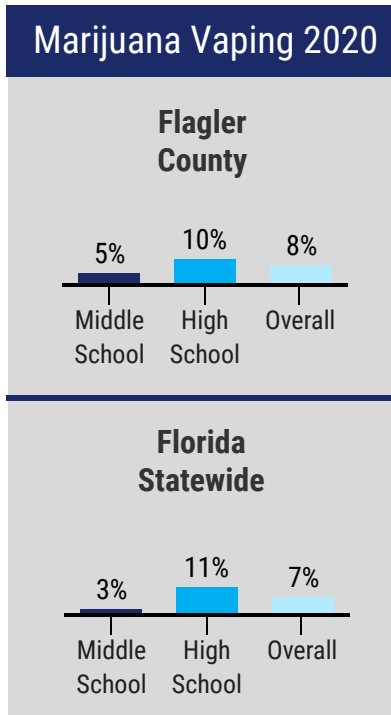 Marijuana Vaping 2020
Flagler
County
5%
10%
8%
Middle
School
High
School
Overall
Florida
Statewide
3%
11%
7%
Middle
School
High
School
Overall